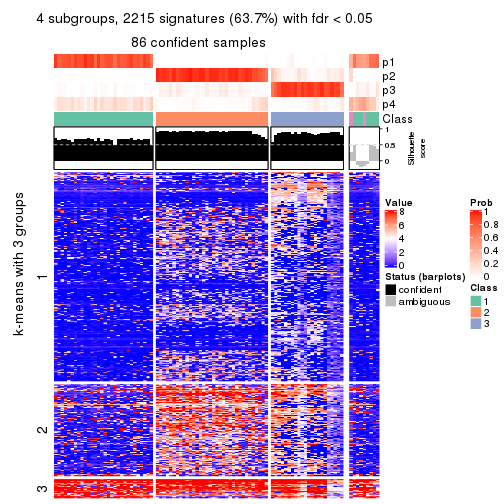 4 subgroups, 2215 signatures (63.7%) with fdr < 0.05
86 confident samples
p1
p2
p3
p4
Class
1
0.5
0
Silhouette
score
k-means with 3 groups
1
2
3
Value
8
6
4
2
0
Status (barplots)
confident
ambiguous
Prob
1
0.8
0.6
0.4
0.2
0
Class
1
2
3